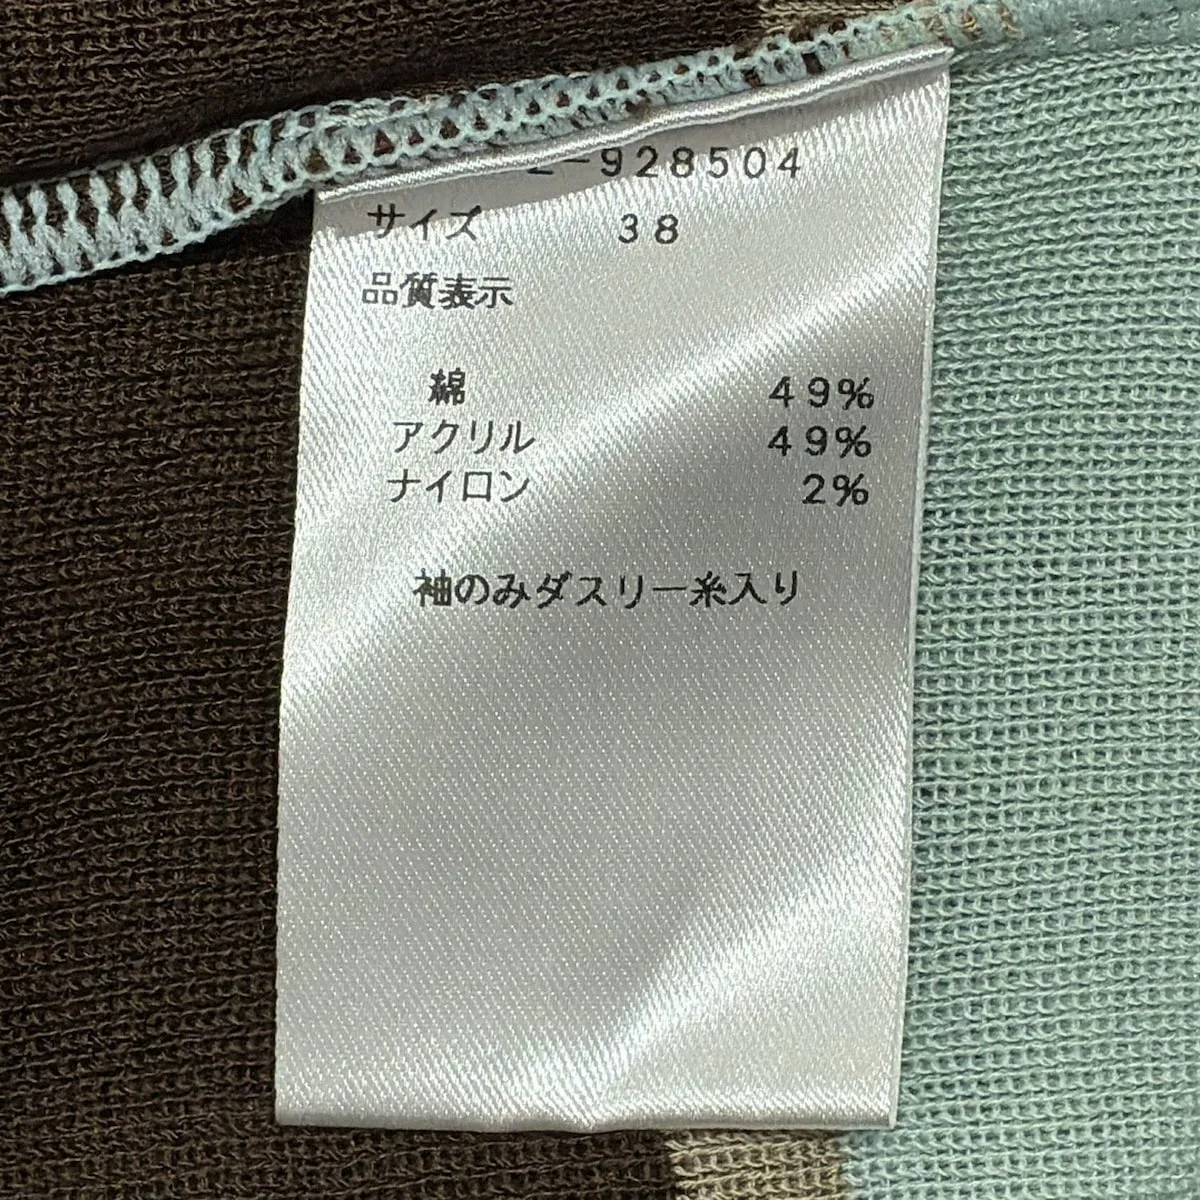 -928504
サイズ 38
品質表示
綿 49%
アクリル 49%
ナイロン 2%
袖のみダスリー糸入り